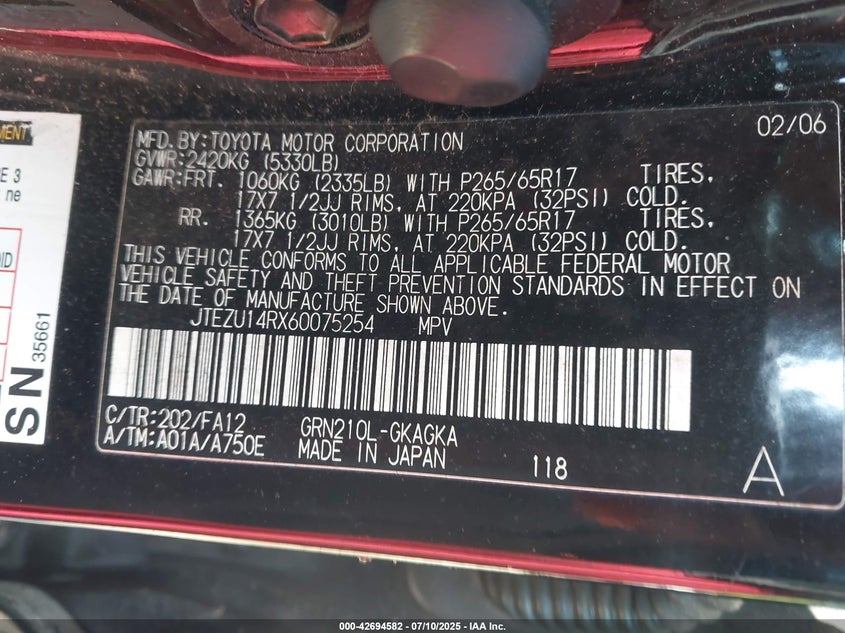 MENT
E 3
ne
OID
SN 35661
02/06
MFD. BY: TOYOTA MOTOR CORPORATION
GVWR: 2420KG (5330LB)
GAWR: FRT. 1060KG (2335LB) WITH P265/65R17 TIRES,
17X7 1/2JJ RIMS, AT 220KPA (32PSI) COLD.
RR. 1365KG (3010LB) WITH P265/65R17 TIRES,
17X7 1/2JJ RIMS, AT 220KPA (32PSI) COLD.
THIS VEHICLE CONFORMS TO ALL APPLICABLE FEDERAL MOTOR
VEHICLE SAFETY AND THEFT PREVENTION STANDARDS IN EFFECT ON
THE DATE OF MANUFACTURE SHOWN ABOVE.
JTEZU14RX60075254 MPV
C/TR: 202/FA12 GRN210L-GKAGKA
A/TM: A01A/A750E MADE IN JAPAN 118 A
000-42694582 - 07/10/2025 - IAA Inc.